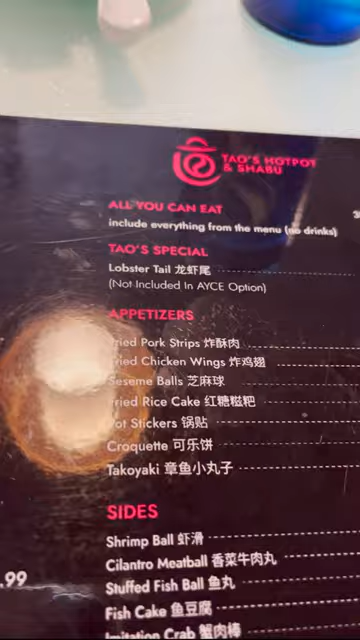 TAO'S HOTPOT
& SHABU
ALL YOU CAN EAT
include everything from the menu (no drinks)
TAO'S SPECIAL
Lobster Tail 龙虾尾
(Not Included In AYCE Option)
APPETIZERS
Fried Pork Strips 炸酥肉
Fried Chicken Wings 炸鸡翅
Seseme Balls 芝麻球
Fried Rice Cake 红糖糍粑
Pot Stickers 锅贴
Croquette 可乐饼
Takoyaki 章鱼小丸子
SIDES
Shrimp Ball 虾滑
Cilantro Meatball 香菜牛肉丸
.99
Stuffed Fish Ball 鱼丸
Fish Cake 鱼豆腐
Imitation Crab 蟹肉棒